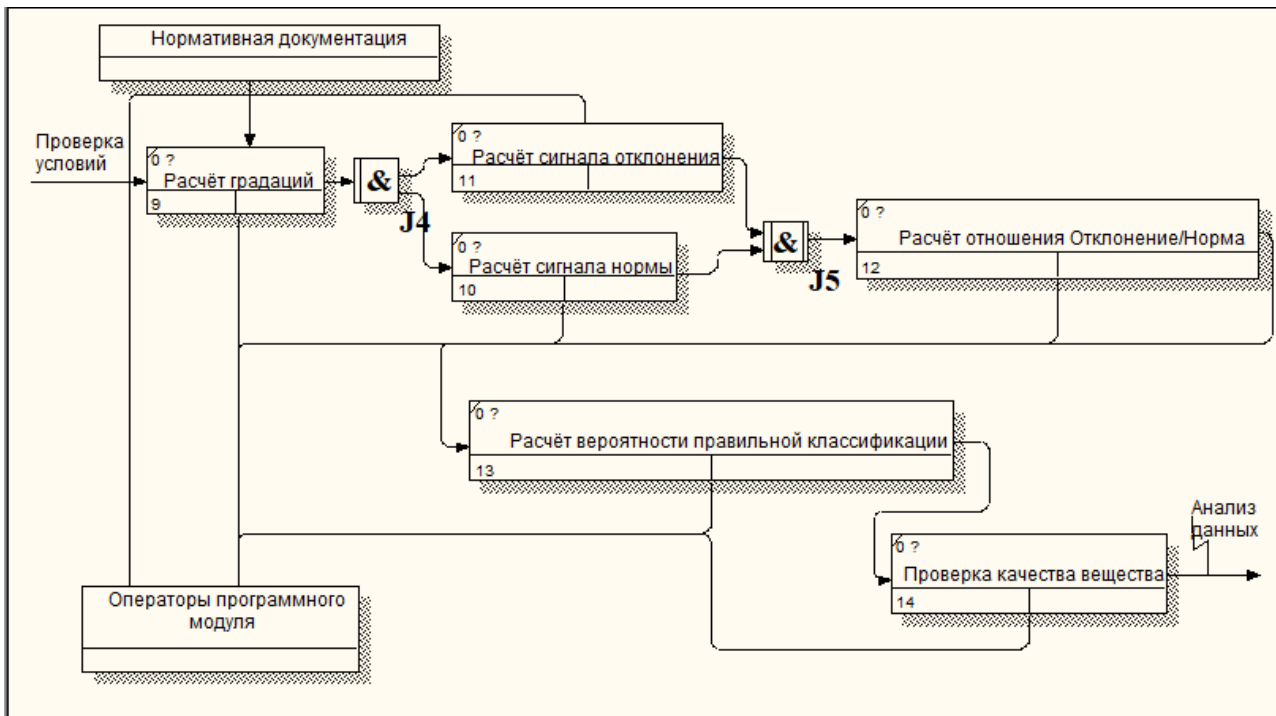 Нормативная документация
Проверка
условий
0 ?
Расчёт градаций
9
&
J4
0 ?
Расчёт сигнала отклонения
11
0 ?
Расчёт сигнала нормы
10
&
J5
0 ?
Расчёт отношения Отклонение/Норма
12
0 ?
Расчёт вероятности правильной классификации
13
0 ?
Проверка качества вещества
14
Анализ
данных
Операторы программного
модуля